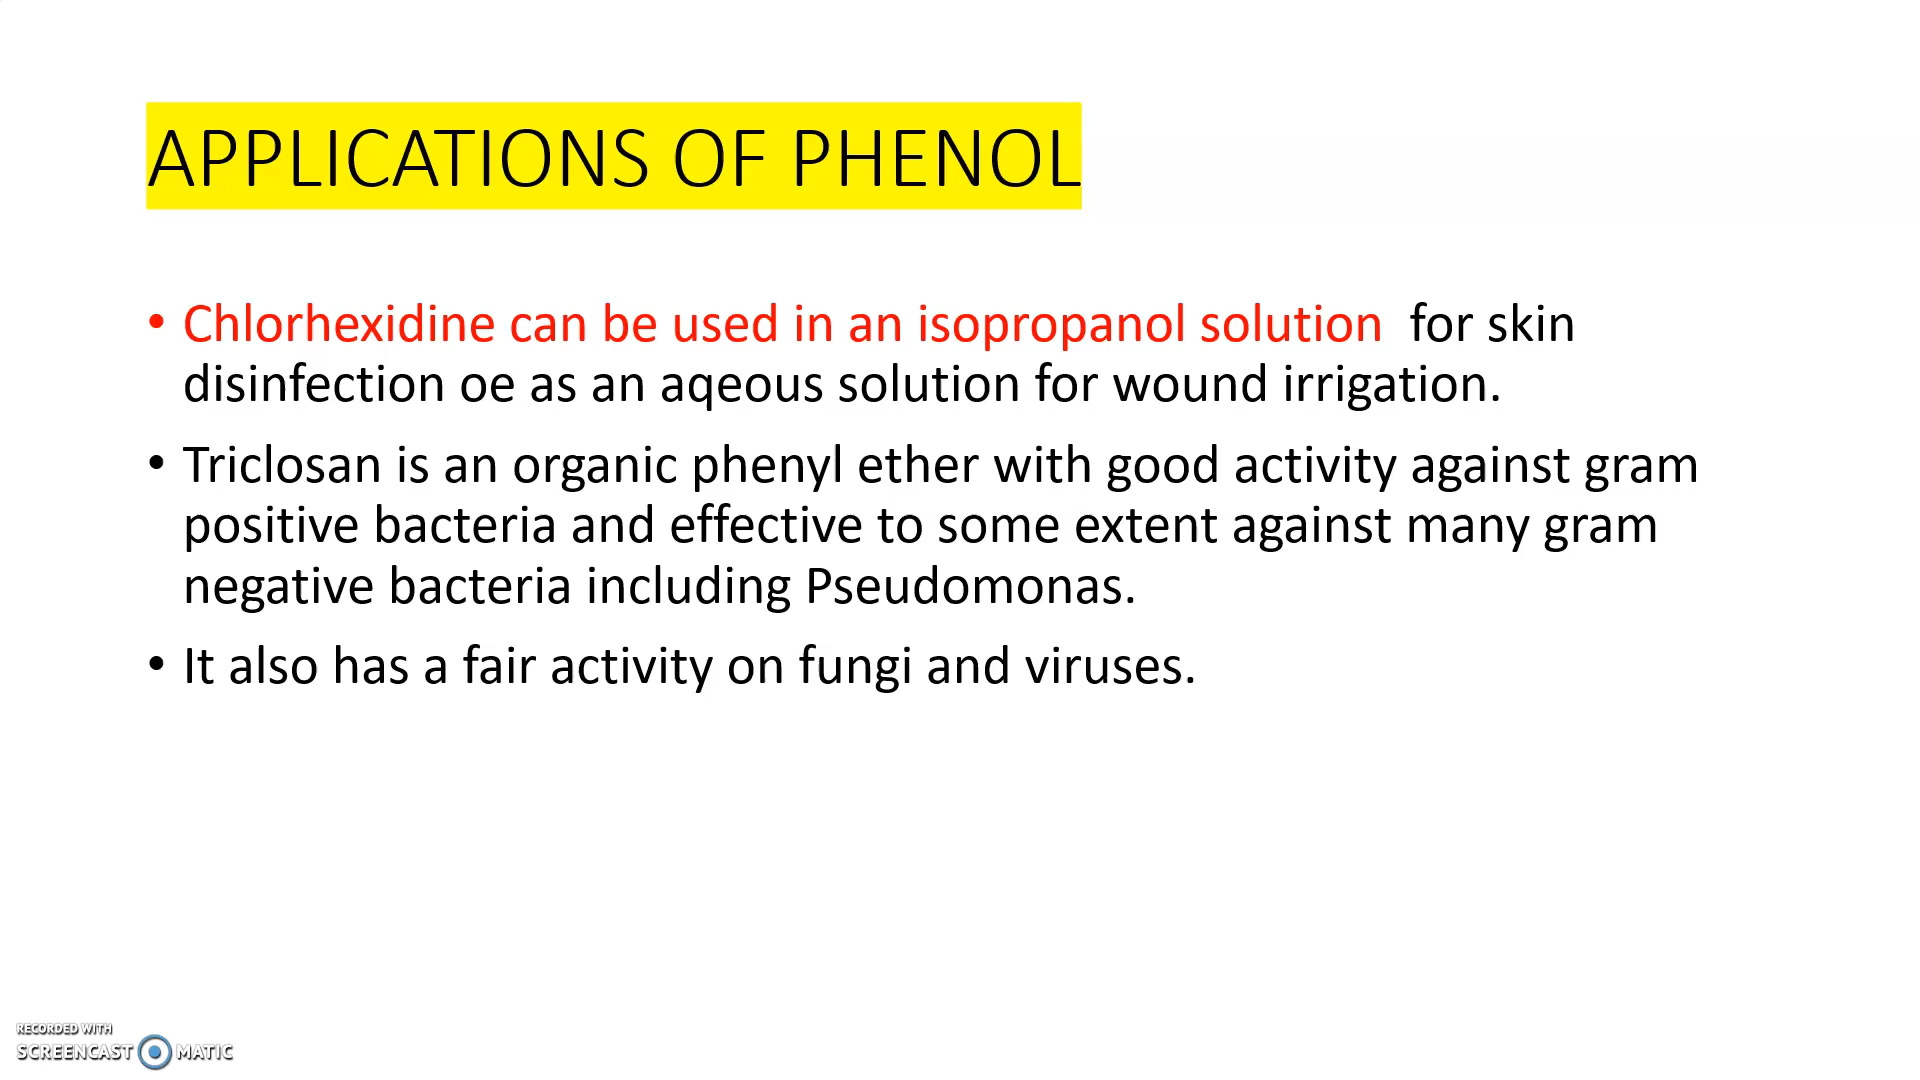 APPLICATIONS OF PHENOL
• Chlorhexidine can be used in an isopropanol solution for skin
disinfection oe as an aqeous solution for wound irrigation.
• Triclosan is an organic phenyl ether with good activity against gram
positive bacteria and effective to some extent against many gram
negative bacteria including Pseudomonas.
• It also has a fair activity on fungi and viruses.
RECORDED WITH
SCREENCAST MATIC